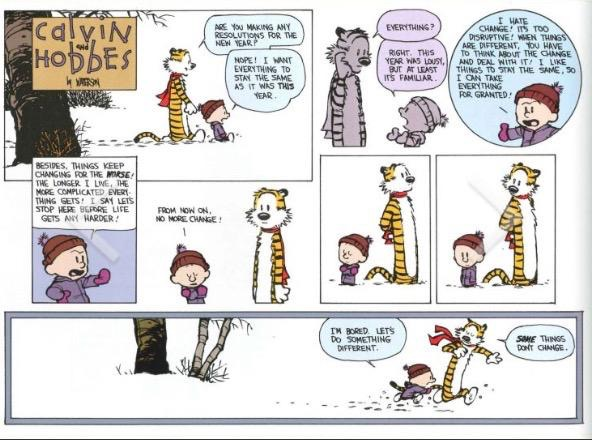 Calvin
and
Hobbes
by WATTERSON
ARE YOU MAKING ANY
RESOLUTIONS FOR THE
NEW YEAR?
NOPE! I WANT
EVERYTHING TO
STAY THE SAME
AS IT WAS THIS
YEAR.
EVERYTHING?
RIGHT. THIS
YEAR WAS LOUSY,
BUT AT LEAST
IT'S FAMILIAR.
I HATE
CHANGE! IT'S TOO
DISRUPTIVE! WHEN THINGS
ARE DIFFERENT, YOU HAVE
TO THINK ABOUT THE CHANGE
AND DEAL WITH IT! I LIKE
THINGS TO STAY THE SAME, SO
I CAN TAKE
EVERYTHING
FOR GRANTED!
BESIDES, THINGS KEEP
CHANGING FOR THE WORSE!
THE LONGER I LIVE, THE
MORE COMPLICATED EVERY-
THING GETS! I SAY LET'S
STOP HERE BEFORE LIFE
GETS ANY HARDER!
FROM NOW ON,
NO MORE CHANGE!
I'M BORED. LET'S
DO SOMETHING
DIFFERENT.
SOME THINGS
DON'T CHANGE.